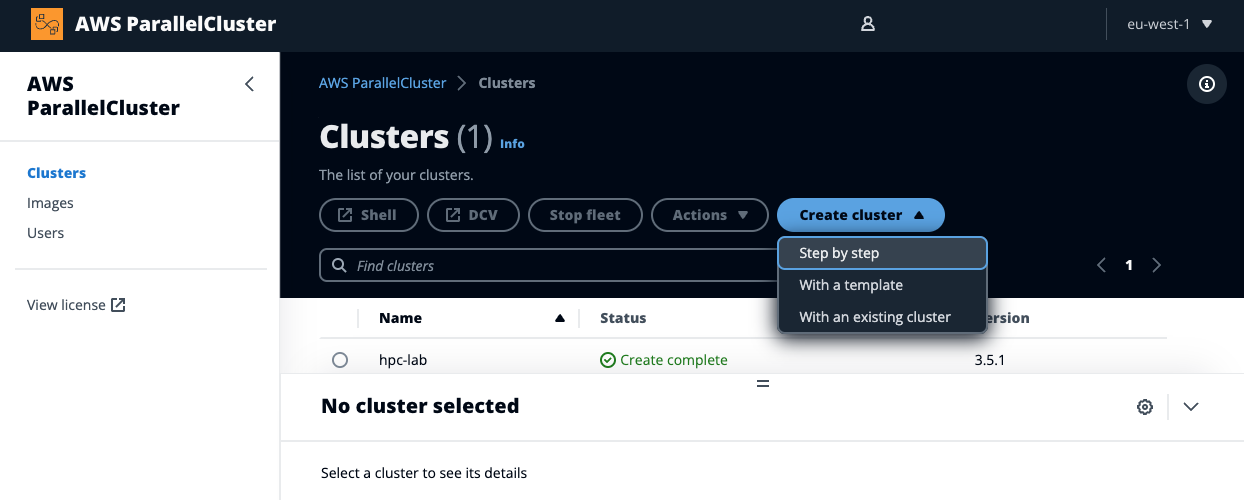 AWS ParallelCluster
eu-west-1
AWS
ParallelCluster
Clusters
Images
Users
View license
AWS ParallelCluster > Clusters
Clusters (1) Info
The list of your clusters.
Shell DCV Stop fleet Actions Create cluster
Find clusters
1
Step by step
With a template
With an existing cluster
Name Status
hpc-lab Create complete 3.5.1
No cluster selected
Select a cluster to see its details